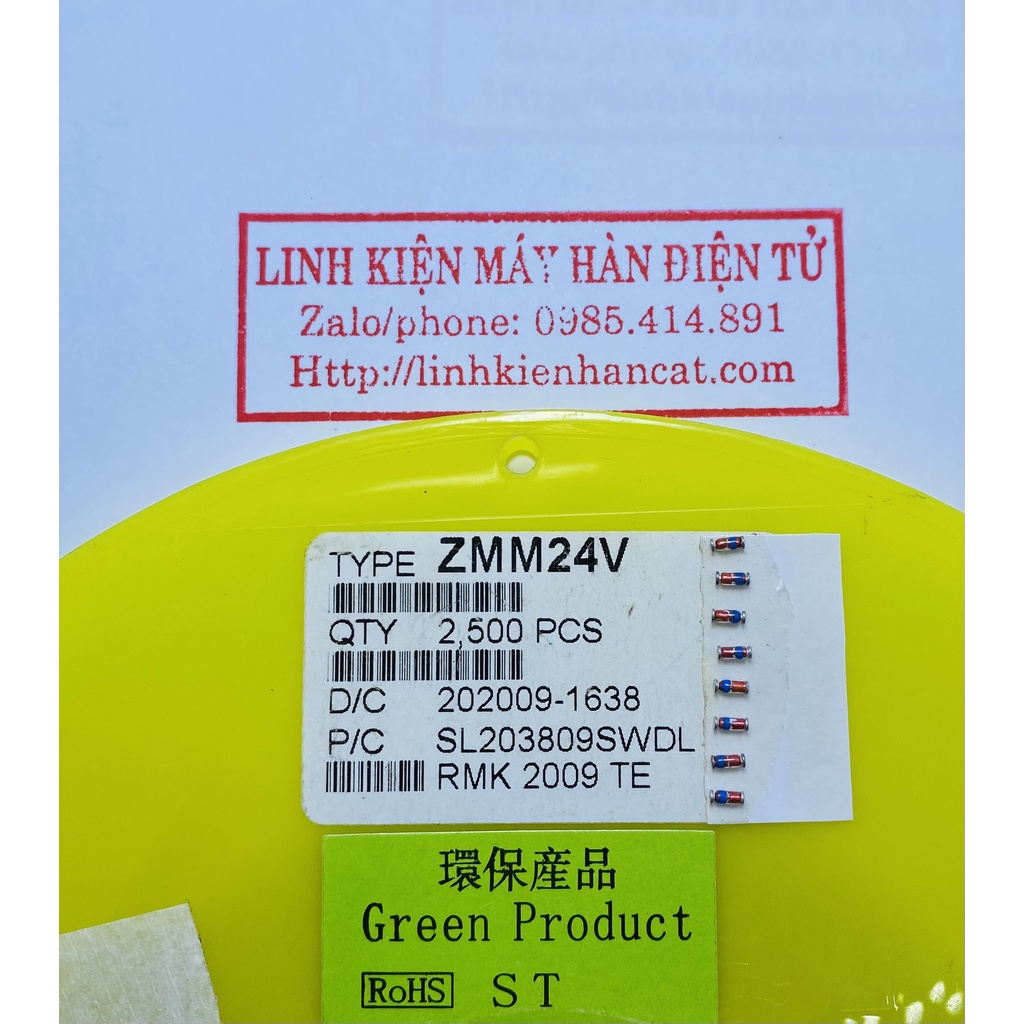 LINH KIỆN MÁY HÀN ĐIỆN TỬ
Zalo/phone: 0985.414.891
Http://linhkienhancat.com
TYPE ZMM24V
QTY 2,500 PCS
D/C 202009-1638
P/C SL203809SWDL
RMK 2009 TE
環保産品
Green Product
RoHS ST